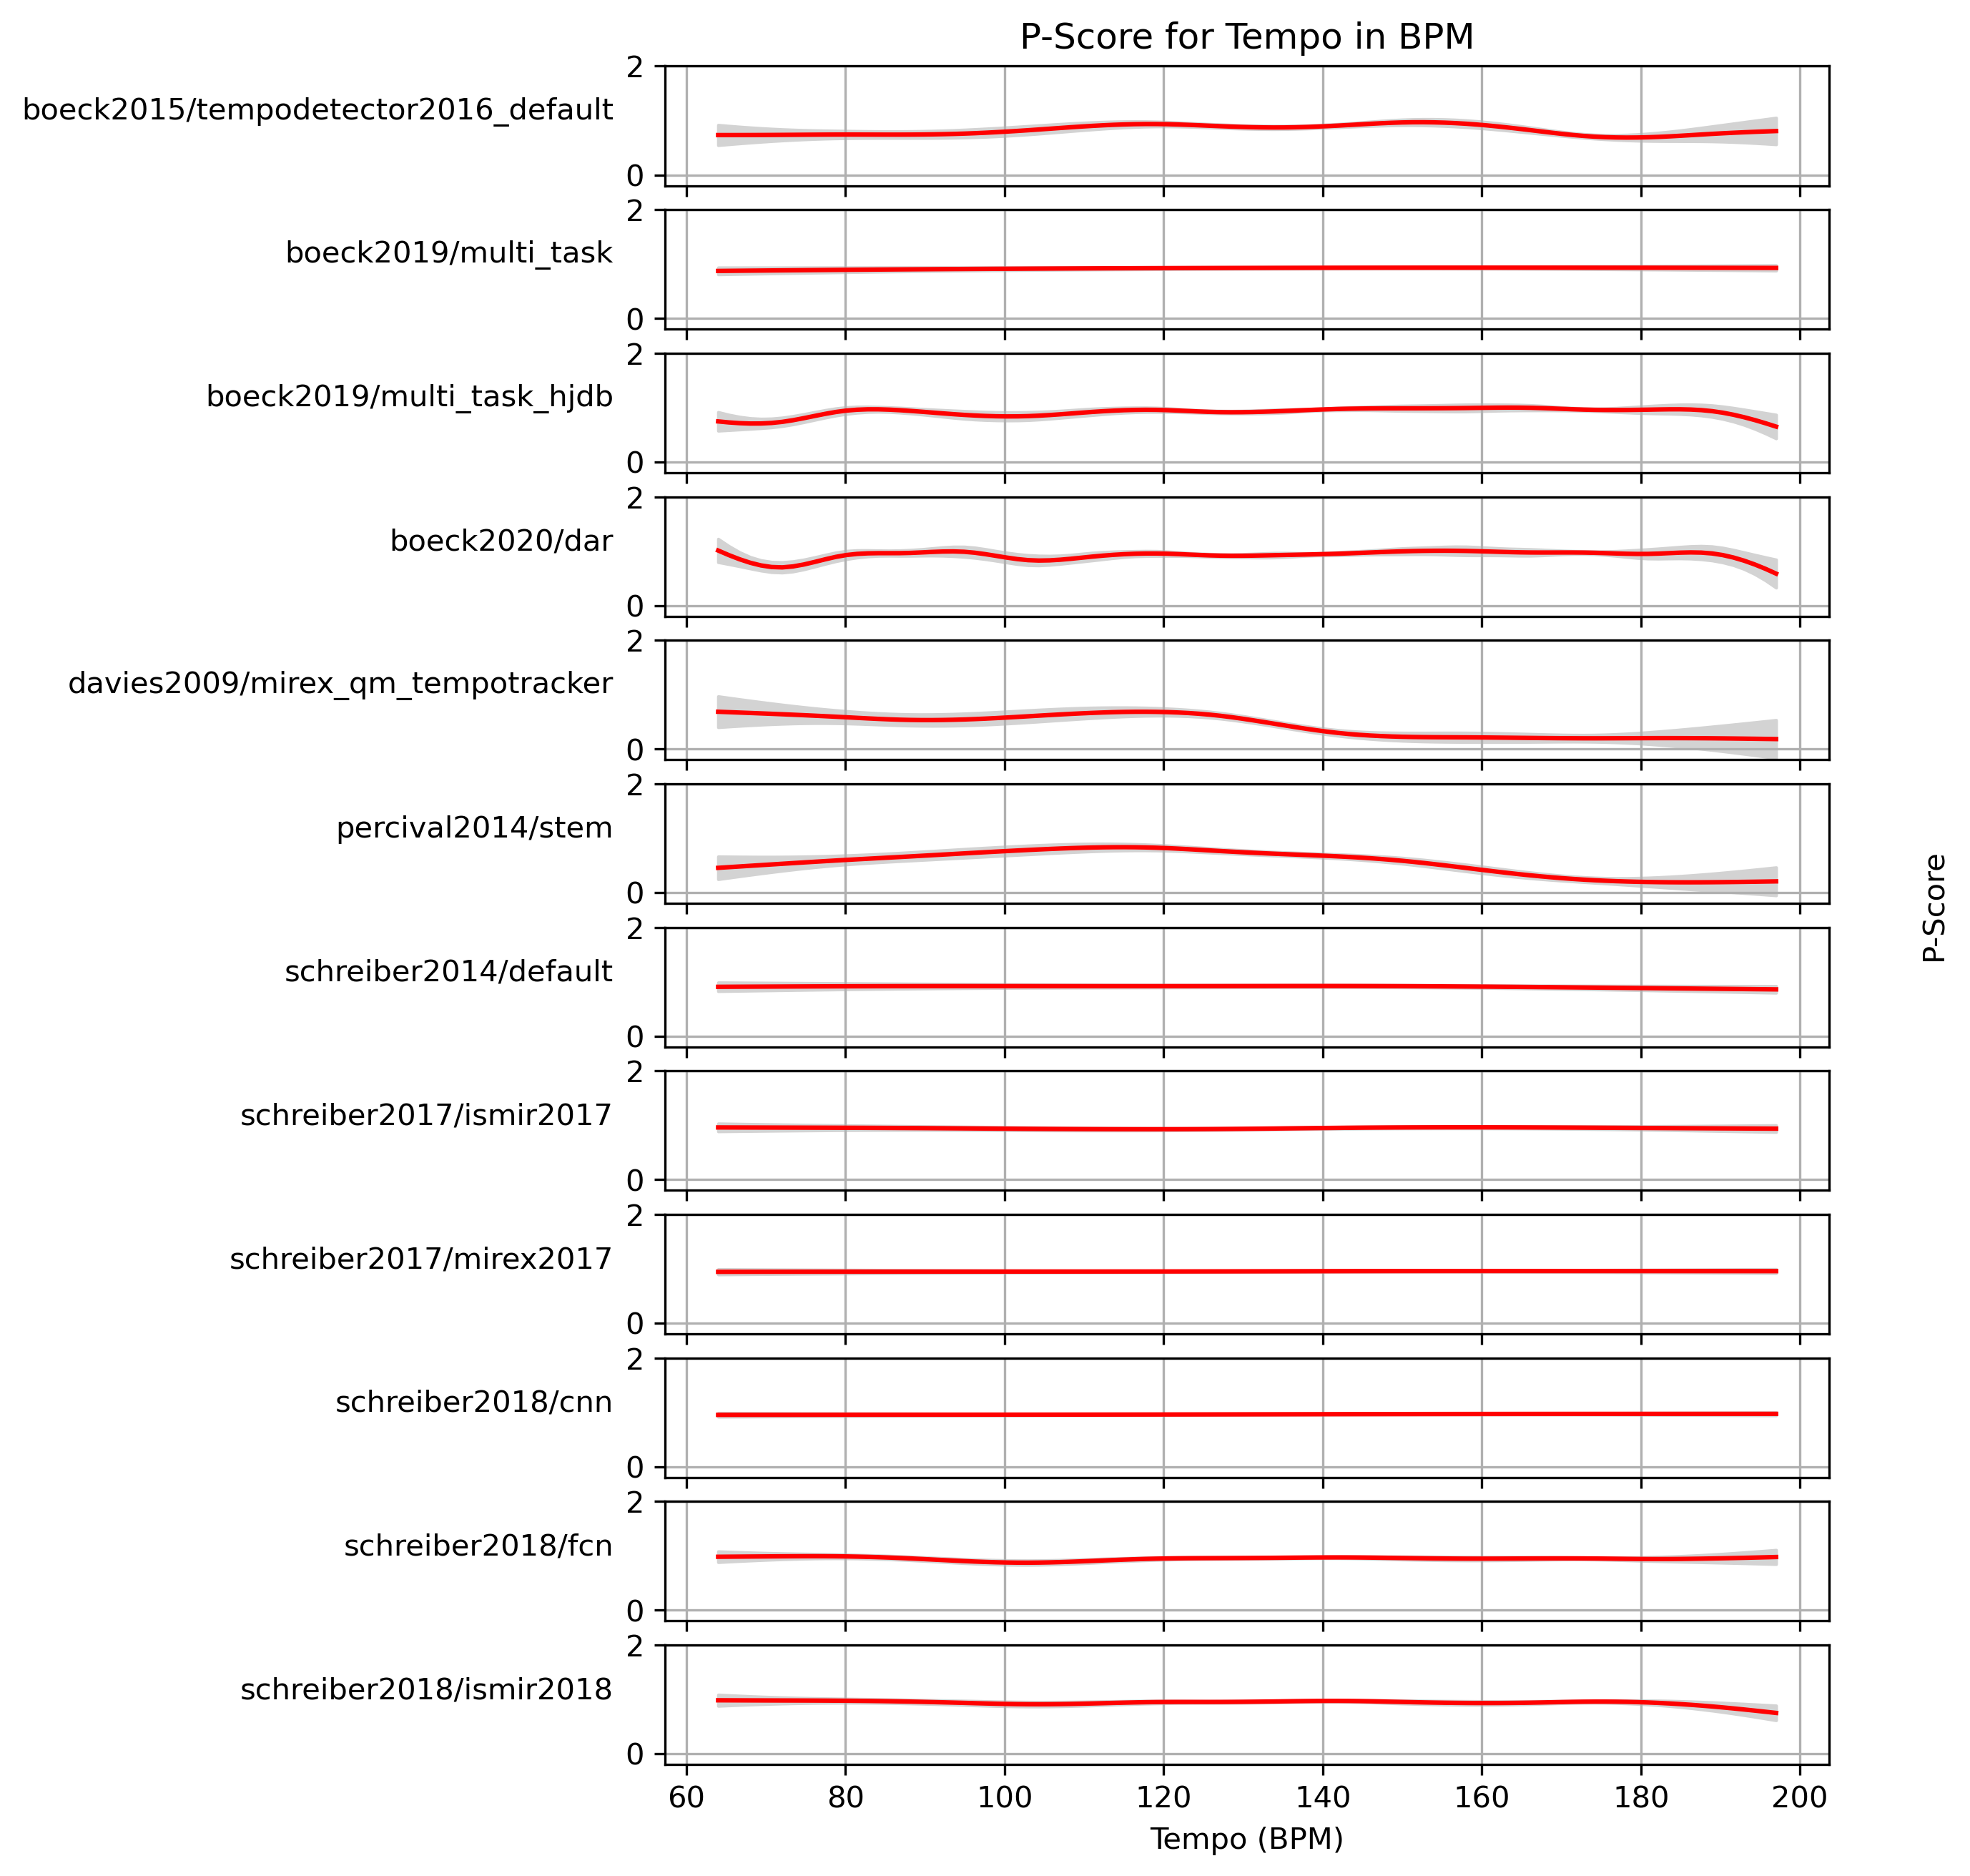 P-Score for Tempo in BPM
2
boeck2015/tempodetector2016_default
0
2
boeck2019/multi_task
0
2
boeck2019/multi_task_hjdb
0
2
boeck2020/dar
0
2
davies2009/mirex_qm_tempotracker
0
2
percival2014/stem
0
P-Score
2
schreiber2014/default
0
2
schreiber2017/ismir2017
0
2
schreiber2017/mirex2017
0
2
schreiber2018/cnn
0
2
schreiber2018/fcn
0
2
schreiber2018/ismir2018
0
60 80 100 120 140 160 180 200
Tempo (BPM)